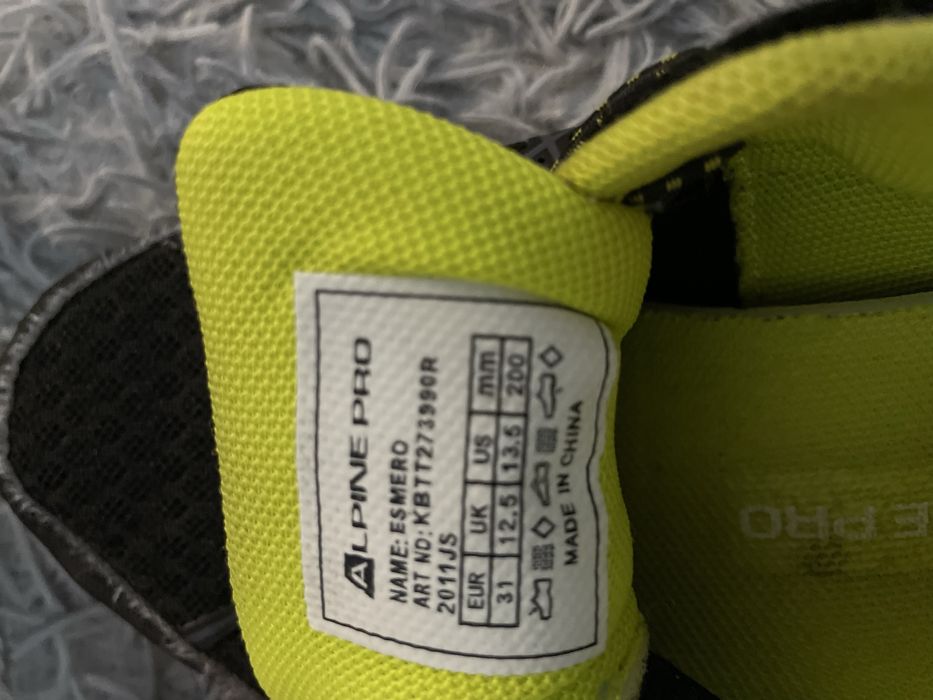 ALPINE PRO
NAME: ESMERO
ART NO: KBTT273990R
2011JS
EUR UK US mm
31 12.5 13.5 200
MADE IN CHINA
E PRO